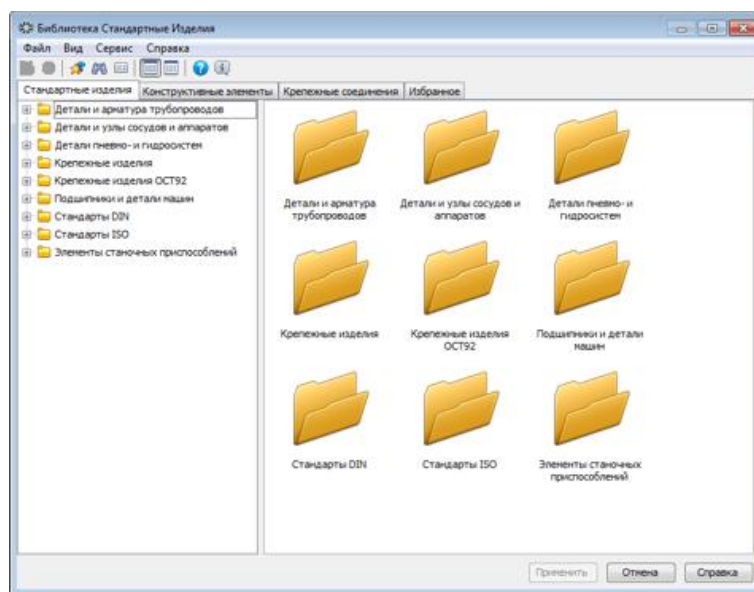 Библиотека Стандартные Изделия
Файл Вид Сервис Справка
Стандартные изделия Конструктивные элементы Крепежные соединения Избранное
Детали и арматура трубопроводов
Детали и узлы сосудов и аппаратов
Детали пневмо- и гидросистем
Крепежные изделия
Крепежные изделия ОСТ92
Подшипники и детали машин
Стандарты DIN
Стандарты ISO
Элементы станочных приспособлений
Детали и арматура
трубопроводов
Детали и узлы сосудов и
аппаратов
Детали пневмо- и
гидросистем
Крепежные изделия
Крепежные изделия
ОСТ92
Подшипники и детали
машин
Стандарты DIN
Стандарты ISO
Элементы станочных
приспособлений
Применить Отмена Справка